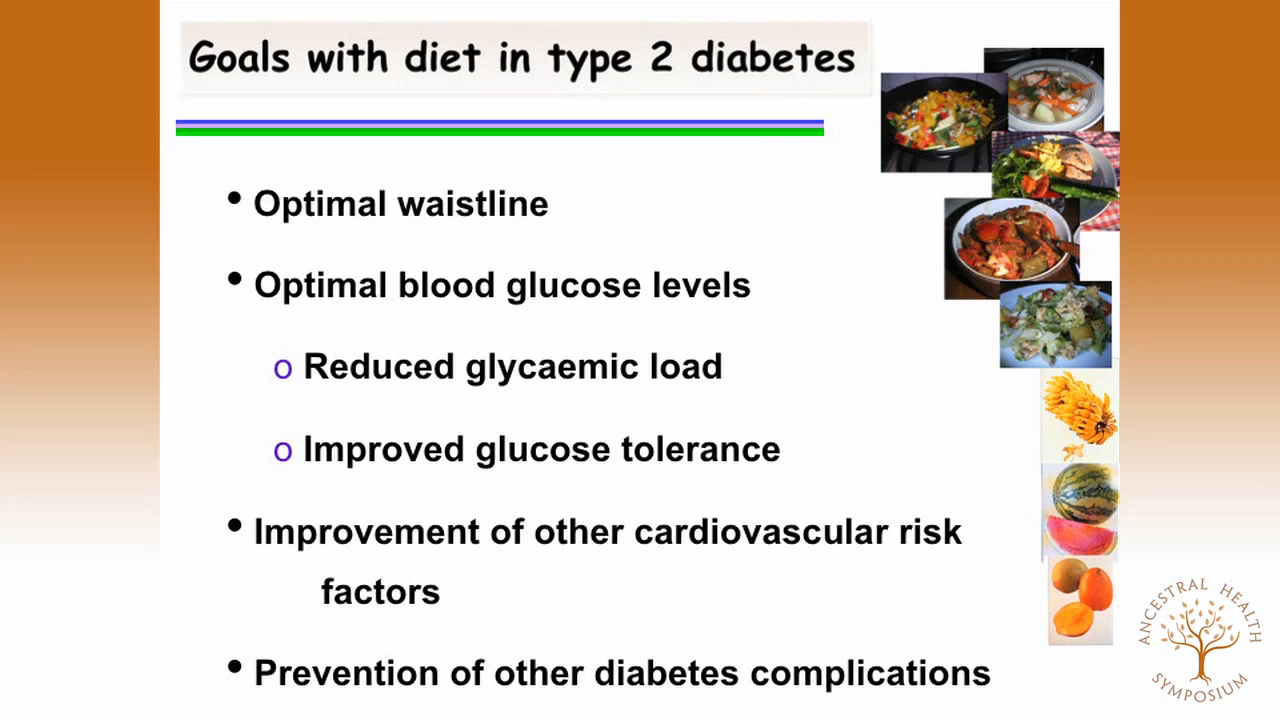 Goals with diet in type 2 diabetes
• Optimal waistline
• Optimal blood glucose levels
o Reduced glycaemic load
o Improved glucose tolerance
• Improvement of other cardiovascular risk
factors
• Prevention of other diabetes complications
ANCESTRAL HEALTH
SYMPOSIUM